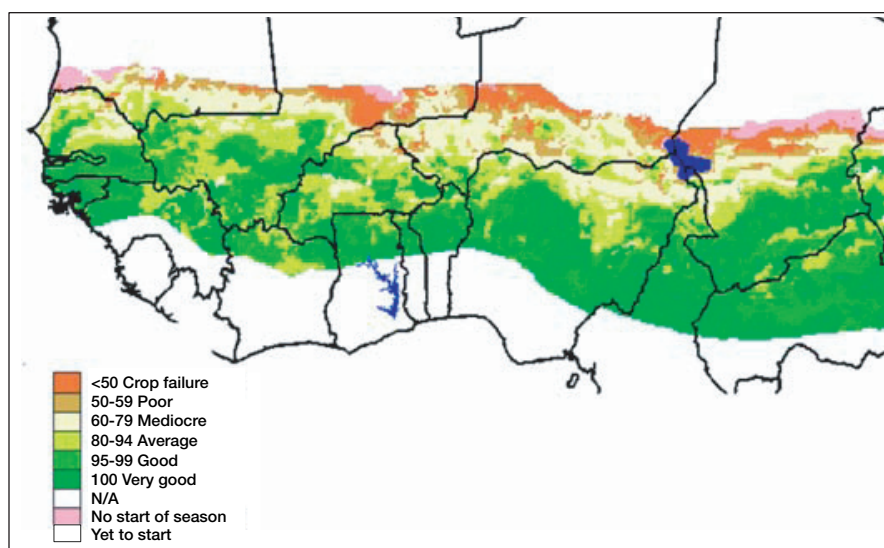 <50 Crop failure
50-59 Poor
60-79 Mediocre
80-94 Average
95-99 Good
100 Very good
N/A
No start of season
Yet to start